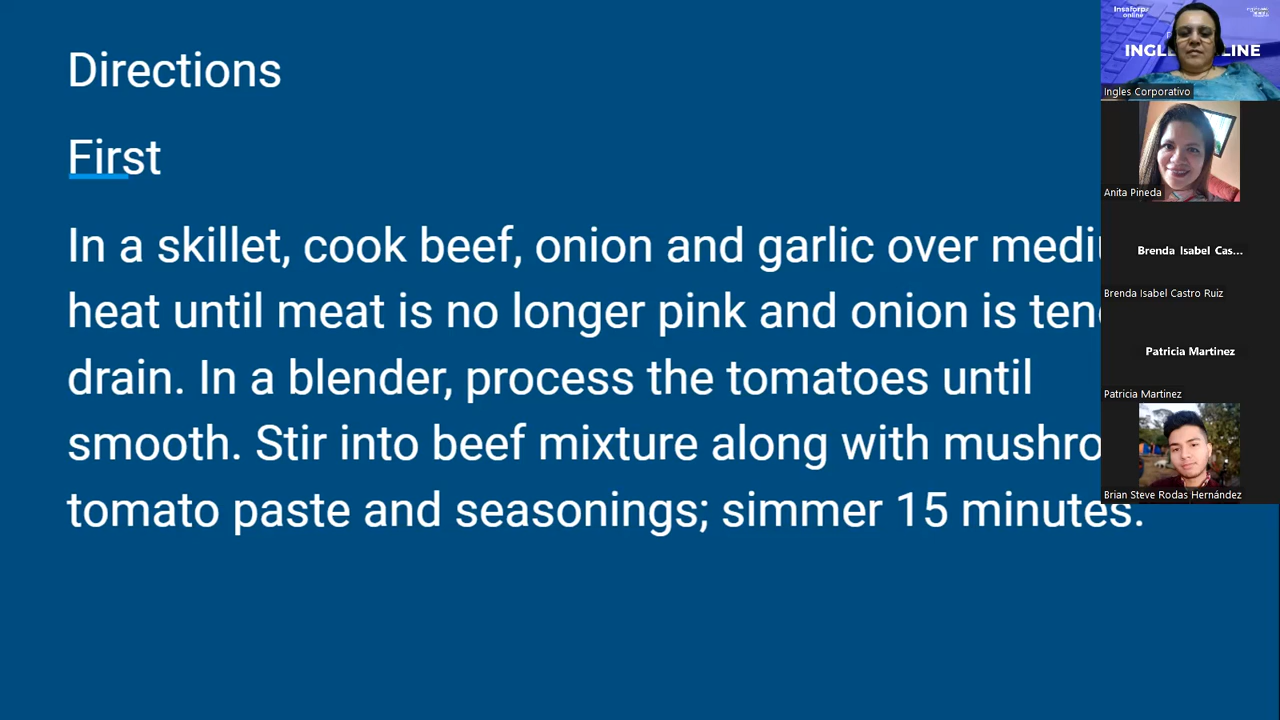 Directions
First
In a skillet, cook beef, onion and garlic over
heat until meat is no longer pink and onion is
drain. In a blender, process the tomatoes until
smooth. Stir into beef mixture along with
tomato paste and seasonings; simmer 15 minutes.
Insaforp
online
Ingles Corporativo
Anita Pineda
Brenda Isabel Cas...
Brenda Isabel Castro Ruiz
Patricia Martinez
Patricia Martinez
Brian Steve Rodas Hernández